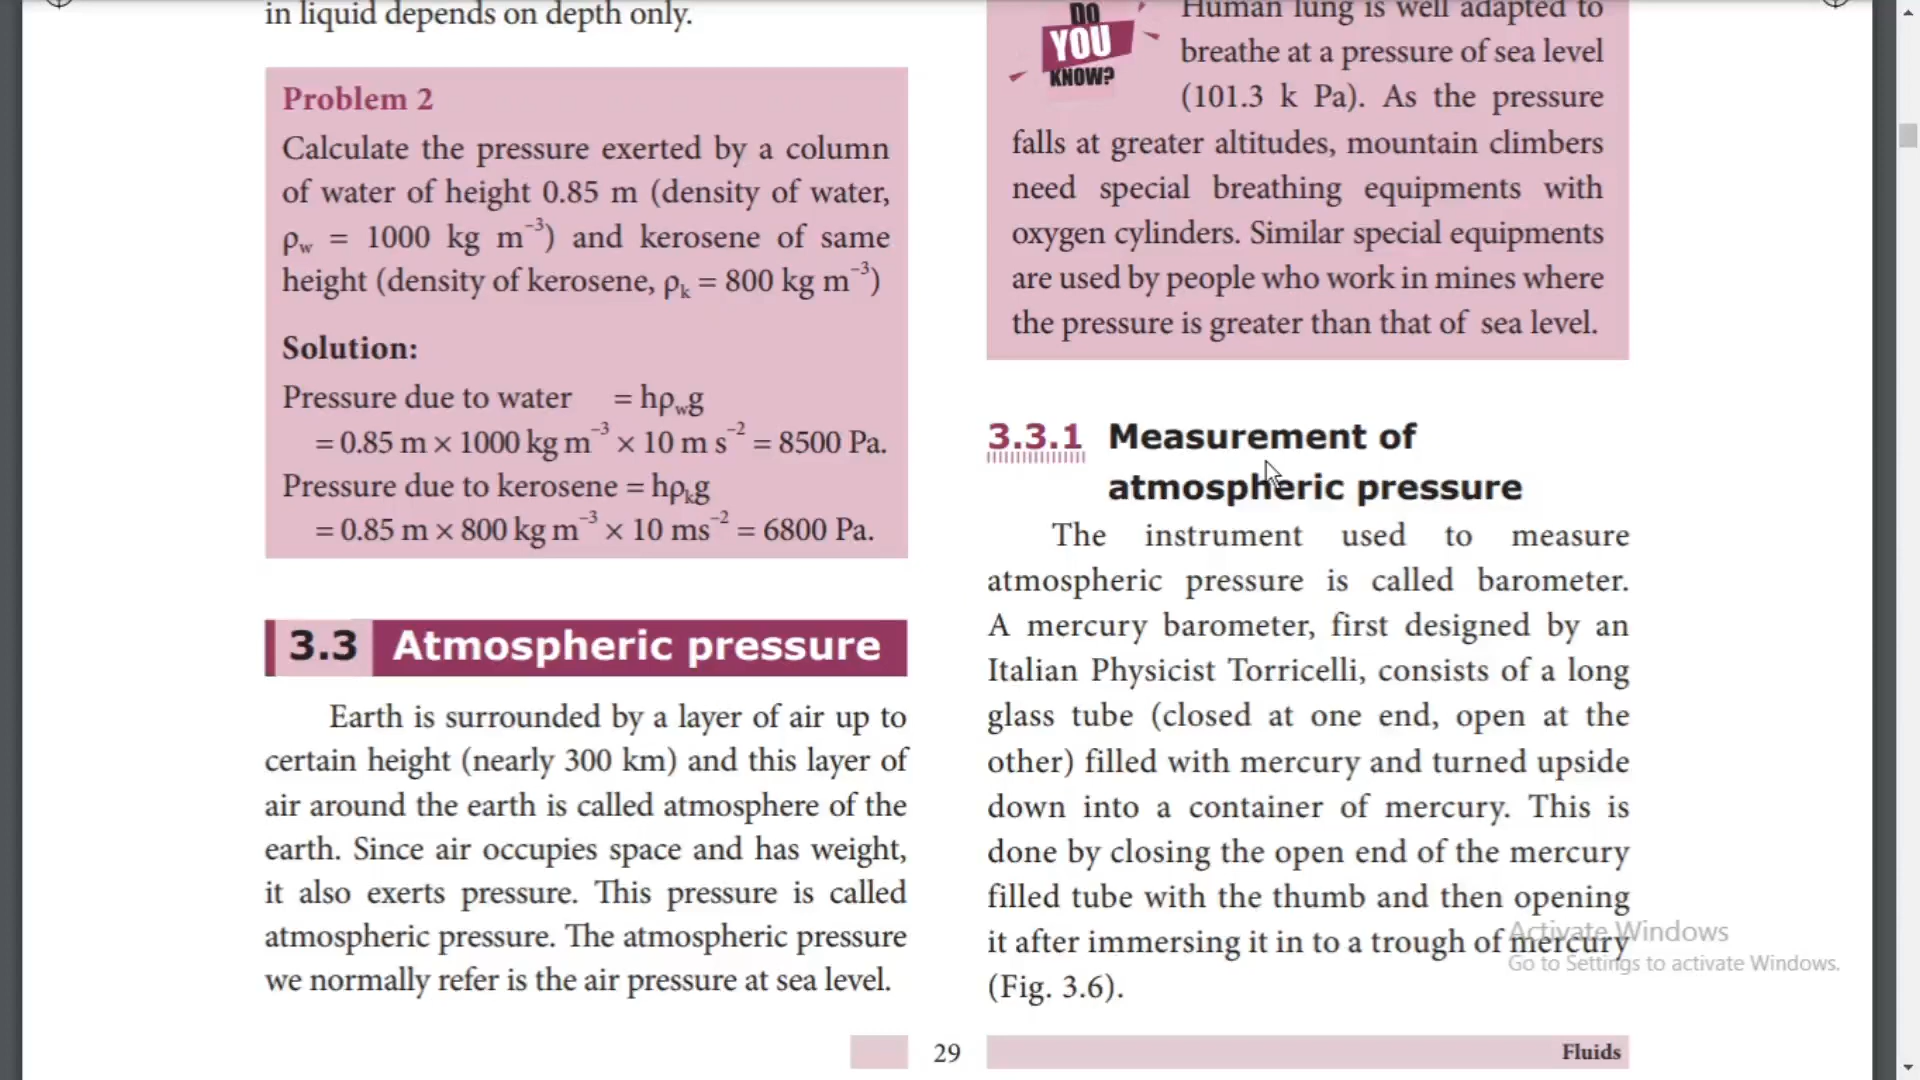 in liquid depends on depth only.
Problem 2
Calculate the pressure exerted by a column
of water of height 0.85 m (density of water,
ρw = 1000 kg m⁻³) and kerosene of same
height (density of kerosene, ρk = 800 kg m⁻³)
Solution:
Pressure due to water = hρwg
= 0.85 m × 1000 kg m⁻³ × 10 m s⁻² = 8500 Pa.
Pressure due to kerosene = hρkg
= 0.85 m × 800 kg m⁻³ × 10 ms⁻² = 6800 Pa.
3.3 Atmospheric pressure
Earth is surrounded by a layer of air up to
certain height (nearly 300 km) and this layer of
air around the earth is called atmosphere of the
earth. Since air occupies space and has weight,
it also exerts pressure. This pressure is called
atmospheric pressure. The atmospheric pressure
we normally refer is the air pressure at sea level.
DO
YOU
KNOW?
Human lung is well adapted to
breathe at a pressure of sea level
(101.3 k Pa). As the pressure
falls at greater altitudes, mountain climbers
need special breathing equipments with
oxygen cylinders. Similar special equipments
are used by people who work in mines where
the pressure is greater than that of sea level.
3.3.1 Measurement of
atmospheric pressure
The instrument used to measure
atmospheric pressure is called barometer.
A mercury barometer, first designed by an
Italian Physicist Torricelli, consists of a long
glass tube (closed at one end, open at the
other) filled with mercury and turned upside
down into a container of mercury. This is
done by closing the open end of the mercury
filled tube with the thumb and then opening
it after immersing it in to a trough of mercury
(Fig. 3.6).
Activate Windows
Go to Settings to activate Windows.
29
Fluids